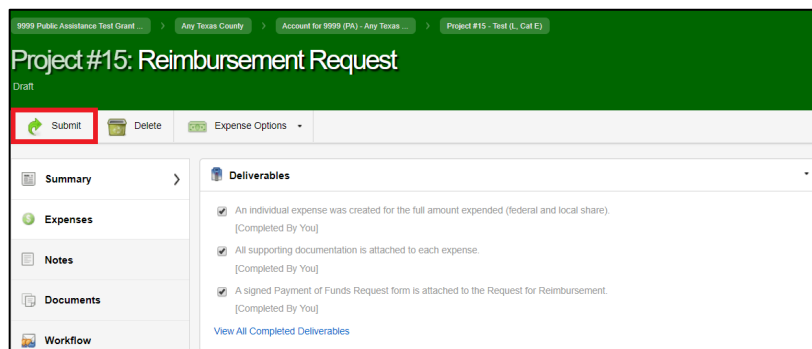 9999 Public Assistance Test Grant ... > Any Texas County > Account for 9999 (PA) - Any Texas ... > Project #15 - Test (L, Cat E)
Project #15: Reimbursement Request
Draft
Submit Delete Expense Options
Summary
Expenses
Notes
Documents
Workflow
Deliverables
An individual expense was created for the full amount expended (federal and local share).
[Completed By You]
All supporting documentation is attached to each expense.
[Completed By You]
A signed Payment of Funds Request form is attached to the Request for Reimbursement.
[Completed By You]
View All Completed Deliverables